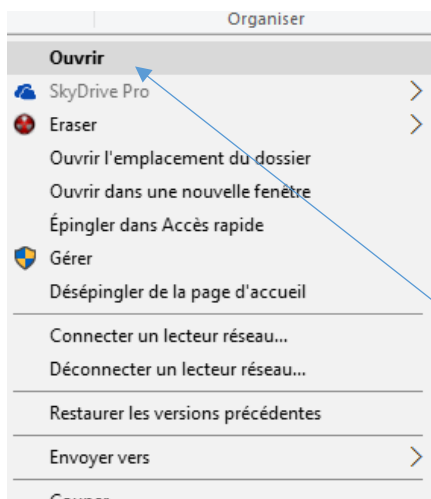 Organiser
Ouvrir
SkyDrive Pro
Eraser
Ouvrir l'emplacement du dossier
Ouvrir dans une nouvelle fenêtre
Épingler dans Accès rapide
Gérer
Désépingler de la page d'accueil
Connecter un lecteur réseau...
Déconnecter un lecteur réseau...
Restaurer les versions précédentes
Envoyer vers